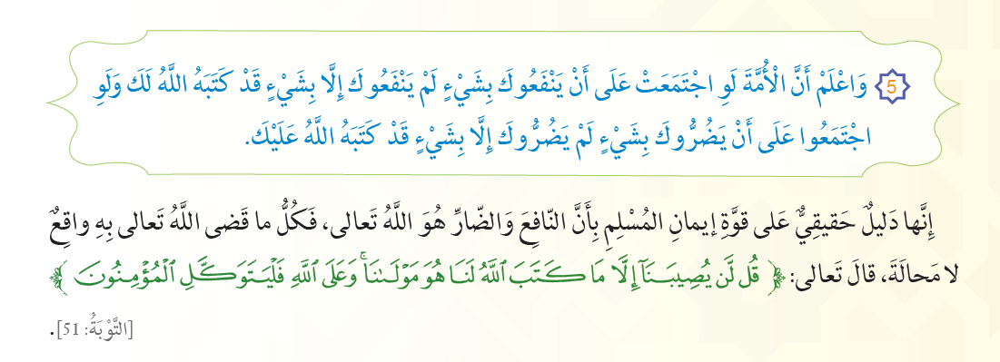 5 وَاعْلَمْ أَنَّ الْأُمَّةَ لَوِ اجْتَمَعَتْ عَلَى أَنْ يَنْفَعُوكَ بِشَيْءٍ لَمْ يَنْفَعُوكَ إِلَّا بِشَيْءٍ قَدْ كَتَبَهُ اللَّهُ لَكَ وَلَوِ
اجْتَمَعُوا عَلَى أَنْ يَضُرُّوكَ بِشَيْءٍ لَمْ يَضُرُّوكَ إِلَّا بِشَيْءٍ قَدْ كَتَبَهُ اللَّهُ عَلَيْكَ.
إِنَّها دَليلٌ حَقيقِيٌّ عَلى قوَّةِ إيمانِ المُسْلِمِ بِأَنَّ النّافِعَ وَالضّارِّ هُوَ اللَّهُ تَعالى، فَكُلُّ ما قَضى اللَّهُ تَعالى بِهِ واقِعٌ
لا مَحالَةَ، قالَ تَعالى: ﴿ قُل لَّن يُصِيبَنَآ إِلَّا مَا كَتَبَ ٱللَّهُ لَنَا هُوَ مَوْلَىٰنَاۚ وَعَلَى ٱللَّهِ فَلْيَتَوَكَّلِ ٱلْمُؤْمِنُونَ ﴾
[التَّوْبَةُ: 51].